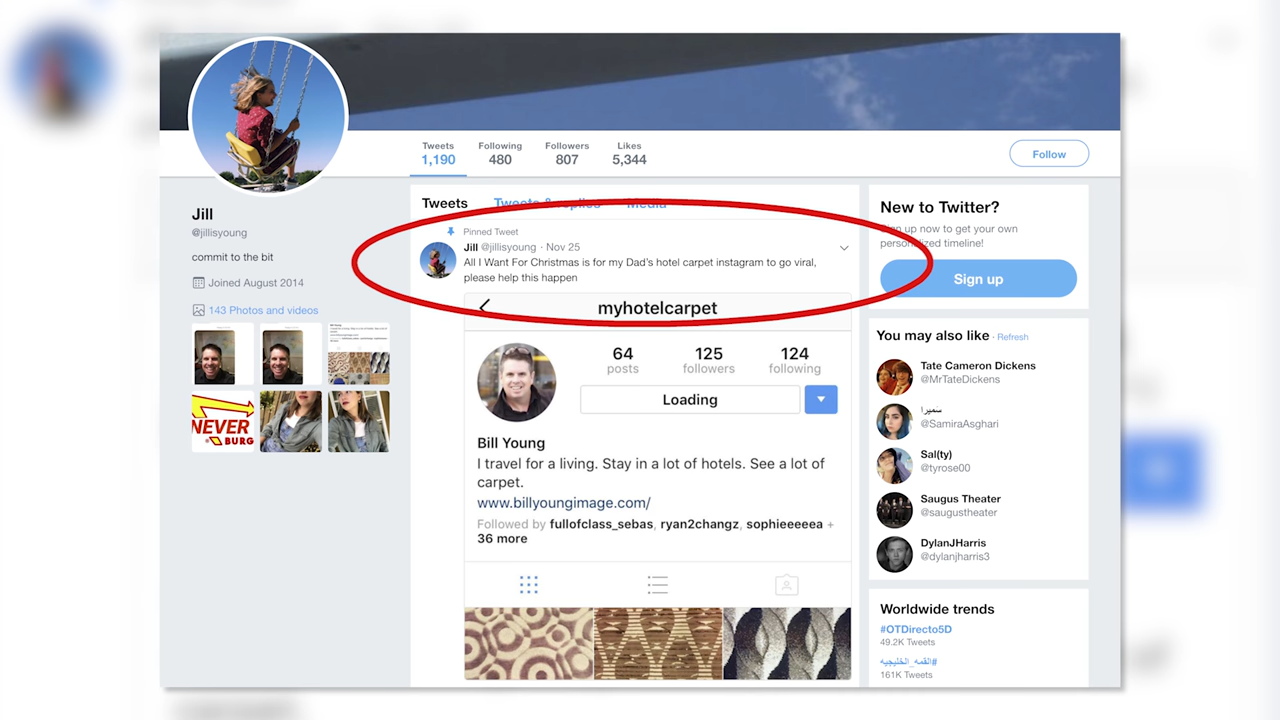 Tweets
1,190
Following
480
Followers
807
Likes
5,344
Follow
Jill
@jillisyoung
commit to the bit
Joined August 2014
143 Photos and videos
NEVER
BURG
Tweets Tweets & replies Media
Pinned Tweet
Jill @jillisyoung · Nov 25
All I Want For Christmas is for my Dad's hotel carpet instagram to go viral,
please help this happen
myhotelcarpet
64
posts
125
followers
124
following
Loading
Bill Young
I travel for a living. Stay in a lot of hotels. See a lot of
carpet.
www.billyoungimage.com/
Followed by fullofclass_sebas, ryan2changz, sophieeeeea +
36 more
New to Twitter?
Sign up now to get your own
personalized timeline!
Sign up
You may also like · Refresh
Tate Cameron Dickens
@MrTateDickens
سميرا
@SamiraAsghari
Sal(ty)
@tyrose00
Saugus Theater
@saugustheater
DylanJHarris
@dylanjharris3
Worldwide trends
#OTDirecto5D
49.2K Tweets
#القمه_الخليجيه
161K Tweets